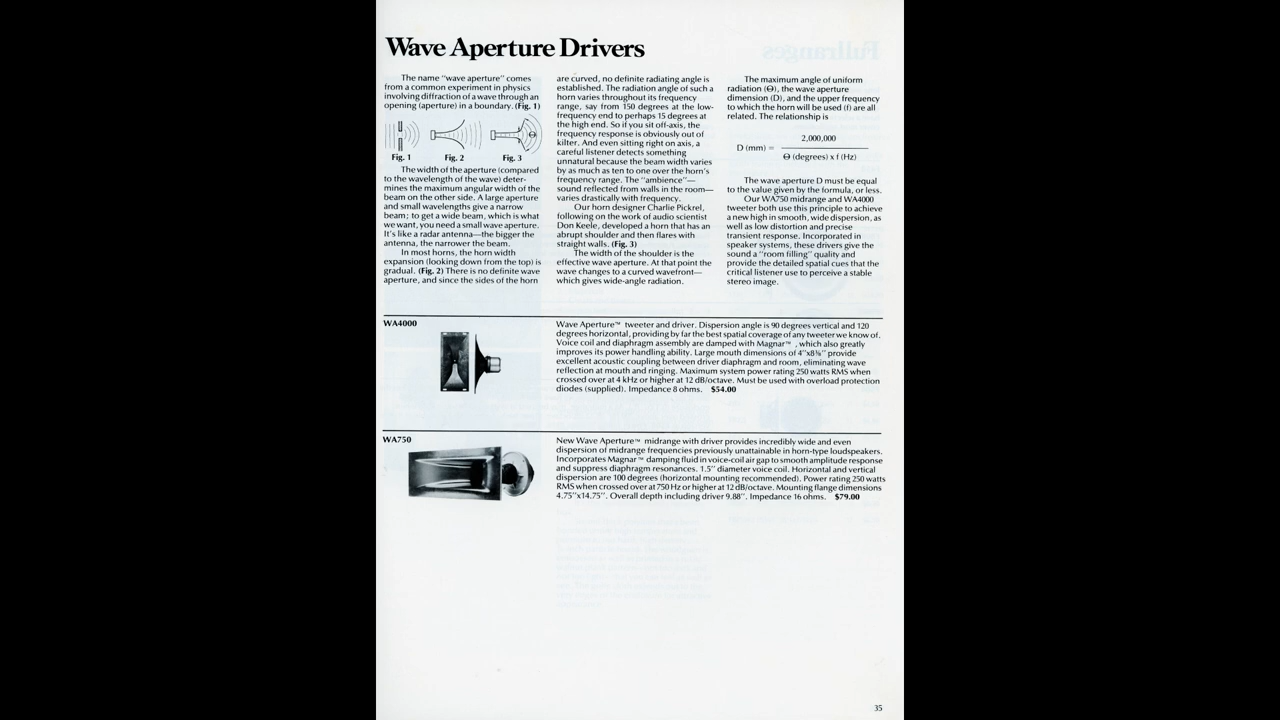 Wave Aperture Drivers
The name "wave aperture" comes
from a common experiment in physics
involving diffraction of a wave through an
opening (aperture) in a boundary. (Fig. 1)
Fig. 1 Fig. 2 Fig. 3
The width of the aperture (compared
to the wavelength of the wave) deter-
mines the maximum angular width of the
beam on the other side. A large aperture
and small wavelengths give a narrow
beam; to get a wide beam, which is what
we want, you need a small wave aperture.
It's like a radar antenna—the bigger the
antenna, the narrower the beam.
In most horns, the horn width
expansion (looking down from the top) is
gradual. (Fig. 2) There is no definite wave
aperture, and since the sides of the horn
are curved, no definite radiating angle is
established. The radiation angle of such a
horn varies throughout its frequency
range, say from 150 degrees at the low-
frequency end to perhaps 15 degrees at
the high end. So if you sit off-axis, the
frequency response is obviously out of
kilter. And even sitting right on axis, a
careful listener detects something
unnatural because the beam width varies
by as much as ten to one over the horn's
frequency range. The "ambience"—
sound reflected from walls in the room—
varies drastically with frequency.
Our horn designer Charlie Pickrel,
following on the work of audio scientist
Don Keele, developed a horn that has an
abrupt shoulder and then flares with
straight walls. (Fig. 3)
The width of the shoulder is the
effective wave aperture. At that point the
wave changes to a curved wavefront—
which gives wide-angle radiation.
The maximum angle of uniform
radiation (Θ), the wave aperture
dimension (D), and the upper frequency
to which the horn will be used (f) are all
related. The relationship is
2,000,000
D (mm) =
Θ (degrees) x f (Hz)
The wave aperture D must be equal
to the value given by the formula, or less.
Our WA750 midrange and WA4000
tweeter both use this principle to achieve
a new high in smooth, wide dispersion, as
well as low distortion and precise
transient response. Incorporated in
speaker systems, these drivers give the
sound a "room filling" quality and
provide the detailed spatial cues that the
critical listener use to perceive a stable
stereo image.
WA4000
Wave Aperture™ tweeter and driver. Dispersion angle is 90 degrees vertical and 120
degrees horizontal, providing by far the best spatial coverage of any tweeter we know of.
Voice coil and diaphragm assembly are damped with Magnar™ , which also greatly
improves its power handling ability. Large mouth dimensions of 4"x8⅜" provide
excellent acoustic coupling between driver diaphragm and room, eliminating wave
reflection at mouth and ringing. Maximum system power rating 250 watts RMS when
crossed over at 4 kHz or higher at 12 dB/octave. Must be used with overload protection
diodes (supplied). Impedance 8 ohms. $54.00
WA750
New Wave Aperture™ midrange with driver provides incredibly wide and even
dispersion of midrange frequencies previously unattainable in horn-type loudspeakers.
Incorporates Magnar™ damping fluid in voice-coil air gap to smooth amplitude response
and suppress diaphragm resonances. 1.5" diameter voice coil. Horizontal and vertical
dispersion are 100 degrees (horizontal mounting recommended). Power rating 250 watts
RMS when crossed over at 750 Hz or higher at 12 dB/octave. Mounting flange dimensions
4.75"x14.75". Overall depth including driver 9.88". Impedance 16 ohms. $79.00
35